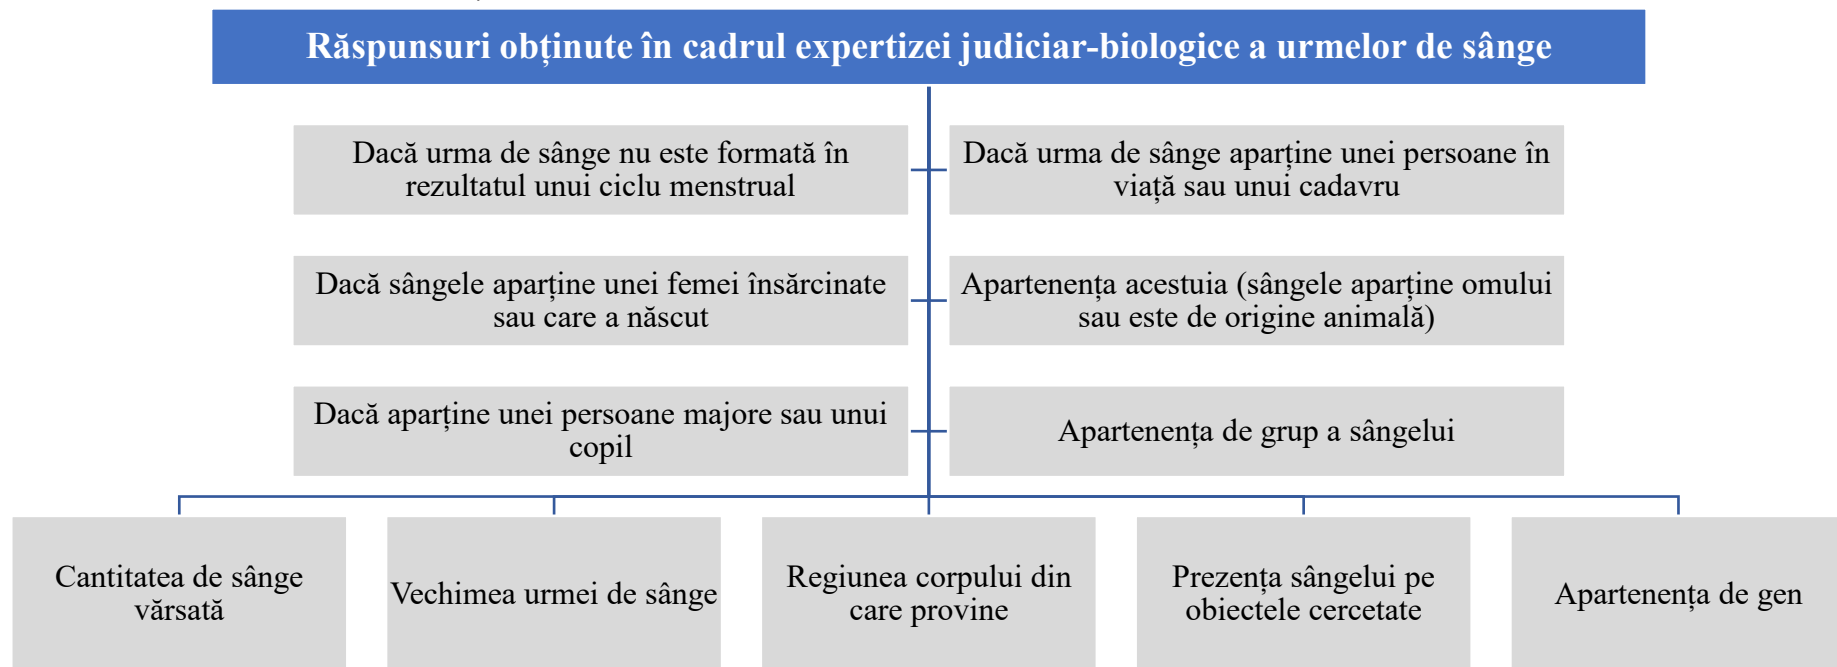 Răspunsuri obținute în cadrul expertizei judiciar-biologice a urmelor de sânge
Dacă urma de sânge nu este formată în
rezultatul unui ciclu menstrual
Dacă urma de sânge aparține unei persoane în
viață sau unui cadavru
Dacă sângele aparține unei femei însărcinate
sau care a născut
Apartenența acestuia (sângele aparține omului
sau este de origine animală)
Dacă aparține unei persoane majore sau unui
copil
Apartenența de grup a sângelui
Cantitatea de sânge
vărsată
Vechimea urmei de sânge
Regiunea corpului din
care provine
Prezența sângelui pe
obiectele cercetate
Apartenența de gen